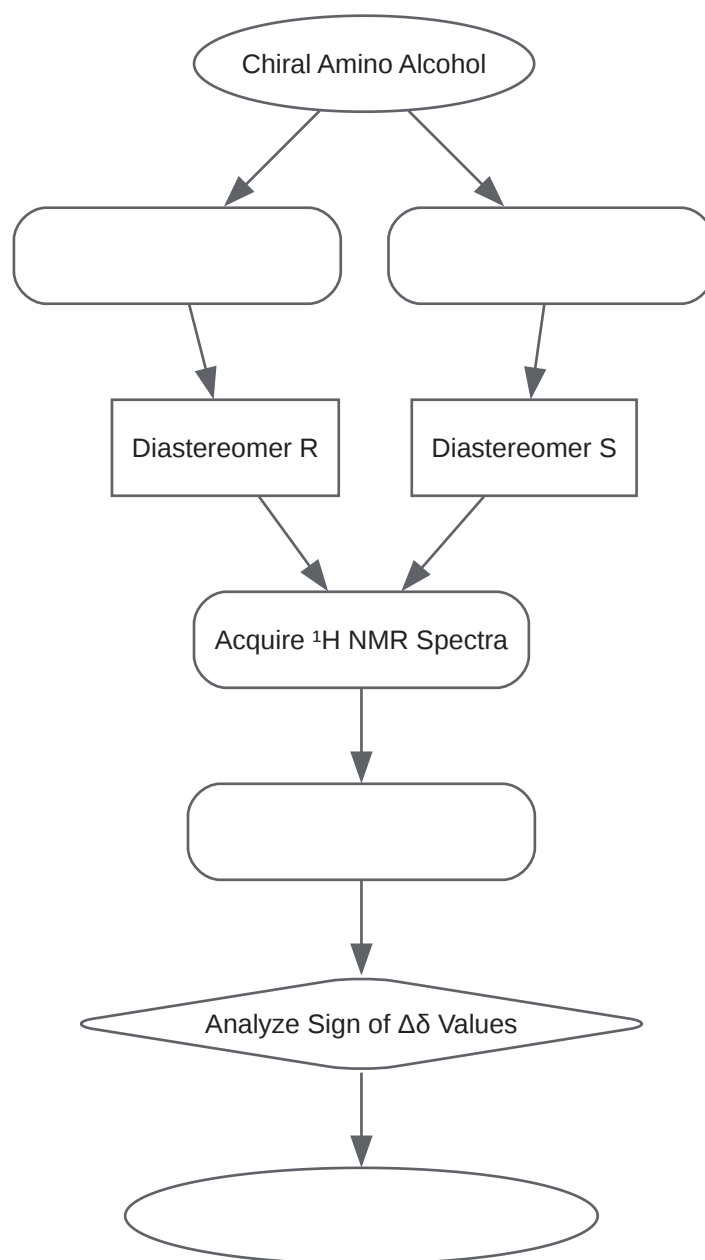 Chiral Amino Alcohol
Diastereomer R
Diastereomer S
Acquire ¹H NMR Spectra
Analyze Sign of Δδ Values